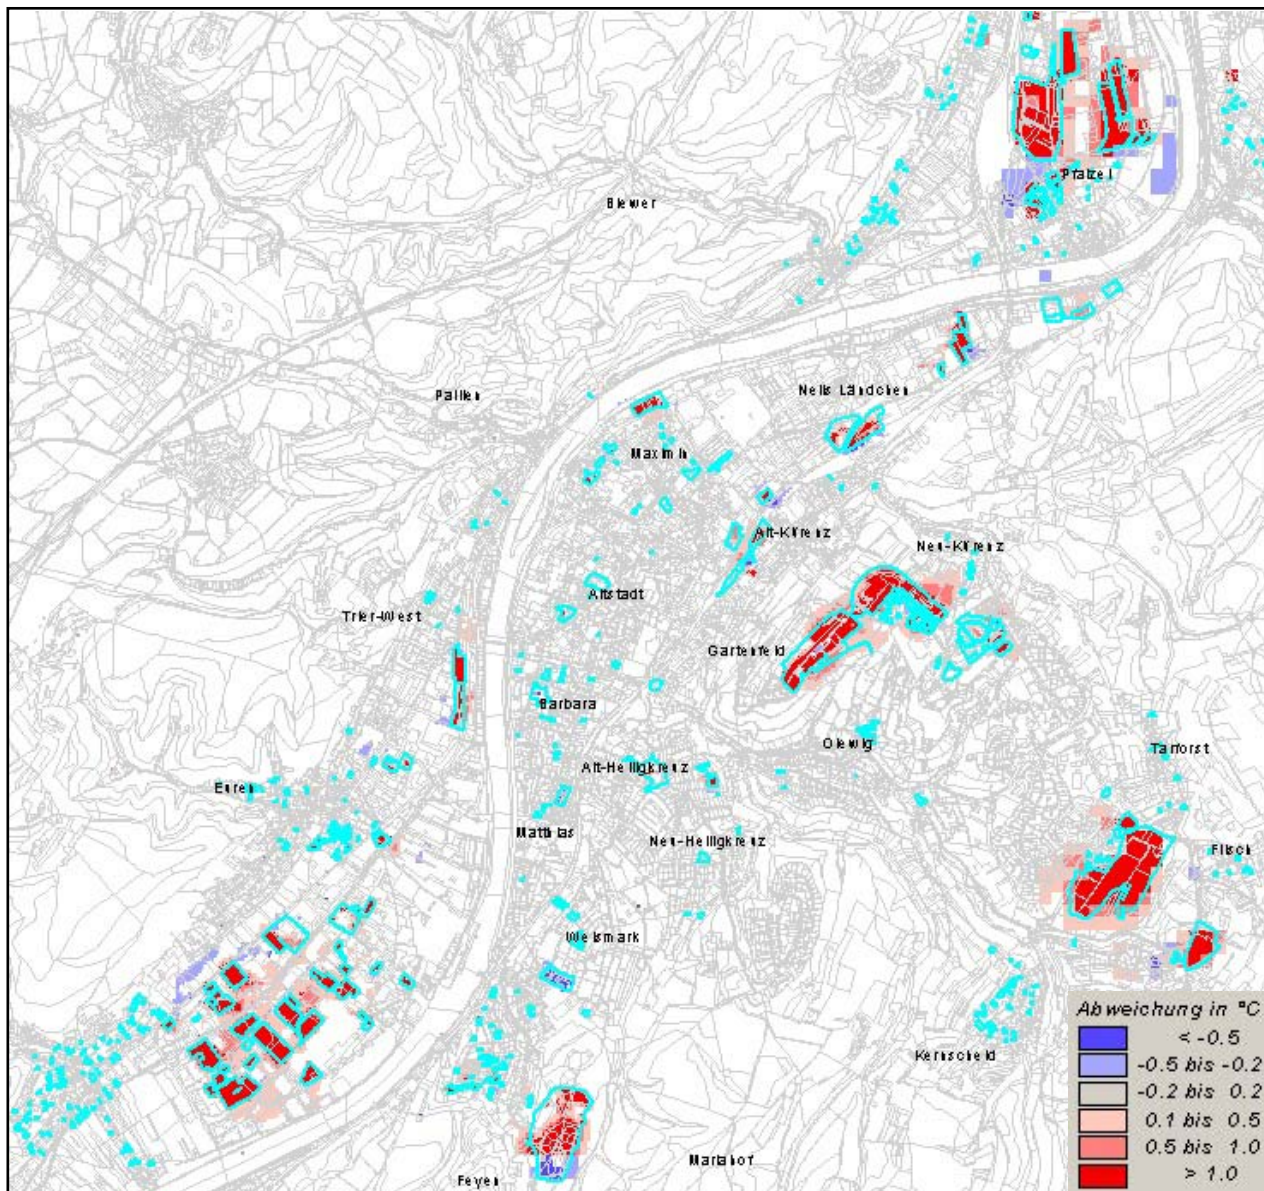 Pfalzel
Biewer
Pallien
Nells Ländchen
Maximin
Alt-Kürenz
Neu-Kürenz
Altstadt
Trier-West
Gartenfeld
Barbara
Olewig
Tarforst
Alt-Heiligkreuz
Euren
Matthias
Neu-Heiligkreuz
Filsch
Weismark
Abweichung in °C
< -0.5
-0.5 bis -0.2
-0.2 bis 0.2
0.1 bis 0.5
0.5 bis 1.0
> 1.0
Kernscheid
Mariahof
Feyen